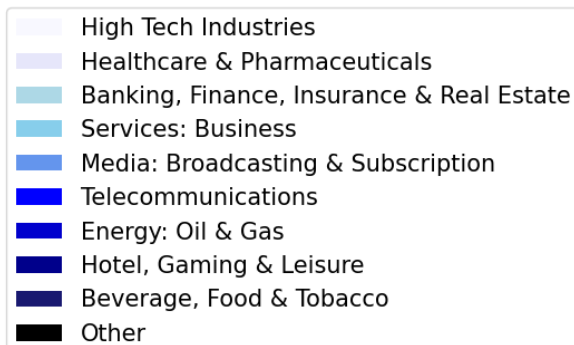 High Tech Industries
Healthcare & Pharmaceuticals
Banking, Finance, Insurance & Real Estate
Services: Business
Media: Broadcasting & Subscription
Telecommunications
Energy: Oil & Gas
Hotel, Gaming & Leisure
Beverage, Food & Tobacco
Other